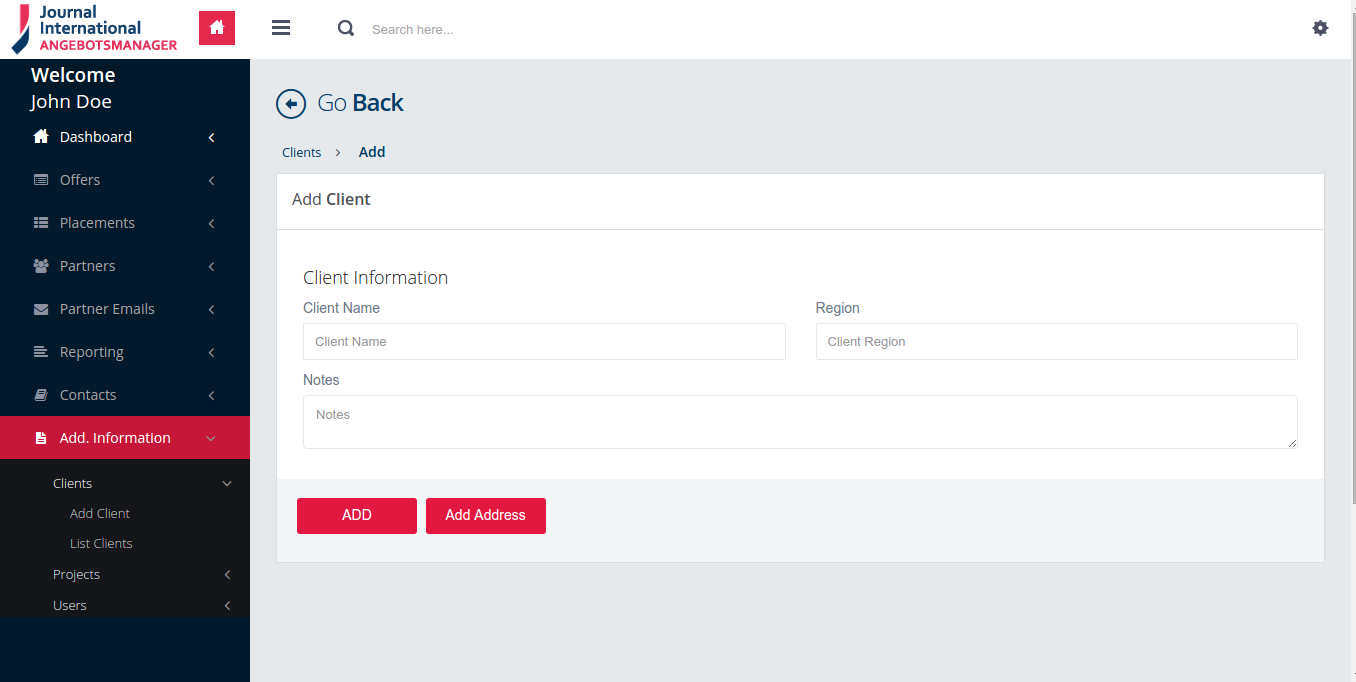 Journal
International
ANGEBOTSMANAGER
Search here...
Welcome
John Doe
Dashboard
Offers
Placements
Partners
Partner Emails
Reporting
Contacts
Add. Information
Clients
Add Client
List Clients
Projects
Users
Go Back
Clients > Add
Add Client
Client Information
Client Name
Region
Client Name
Client Region
Notes
Notes
ADD
Add Address